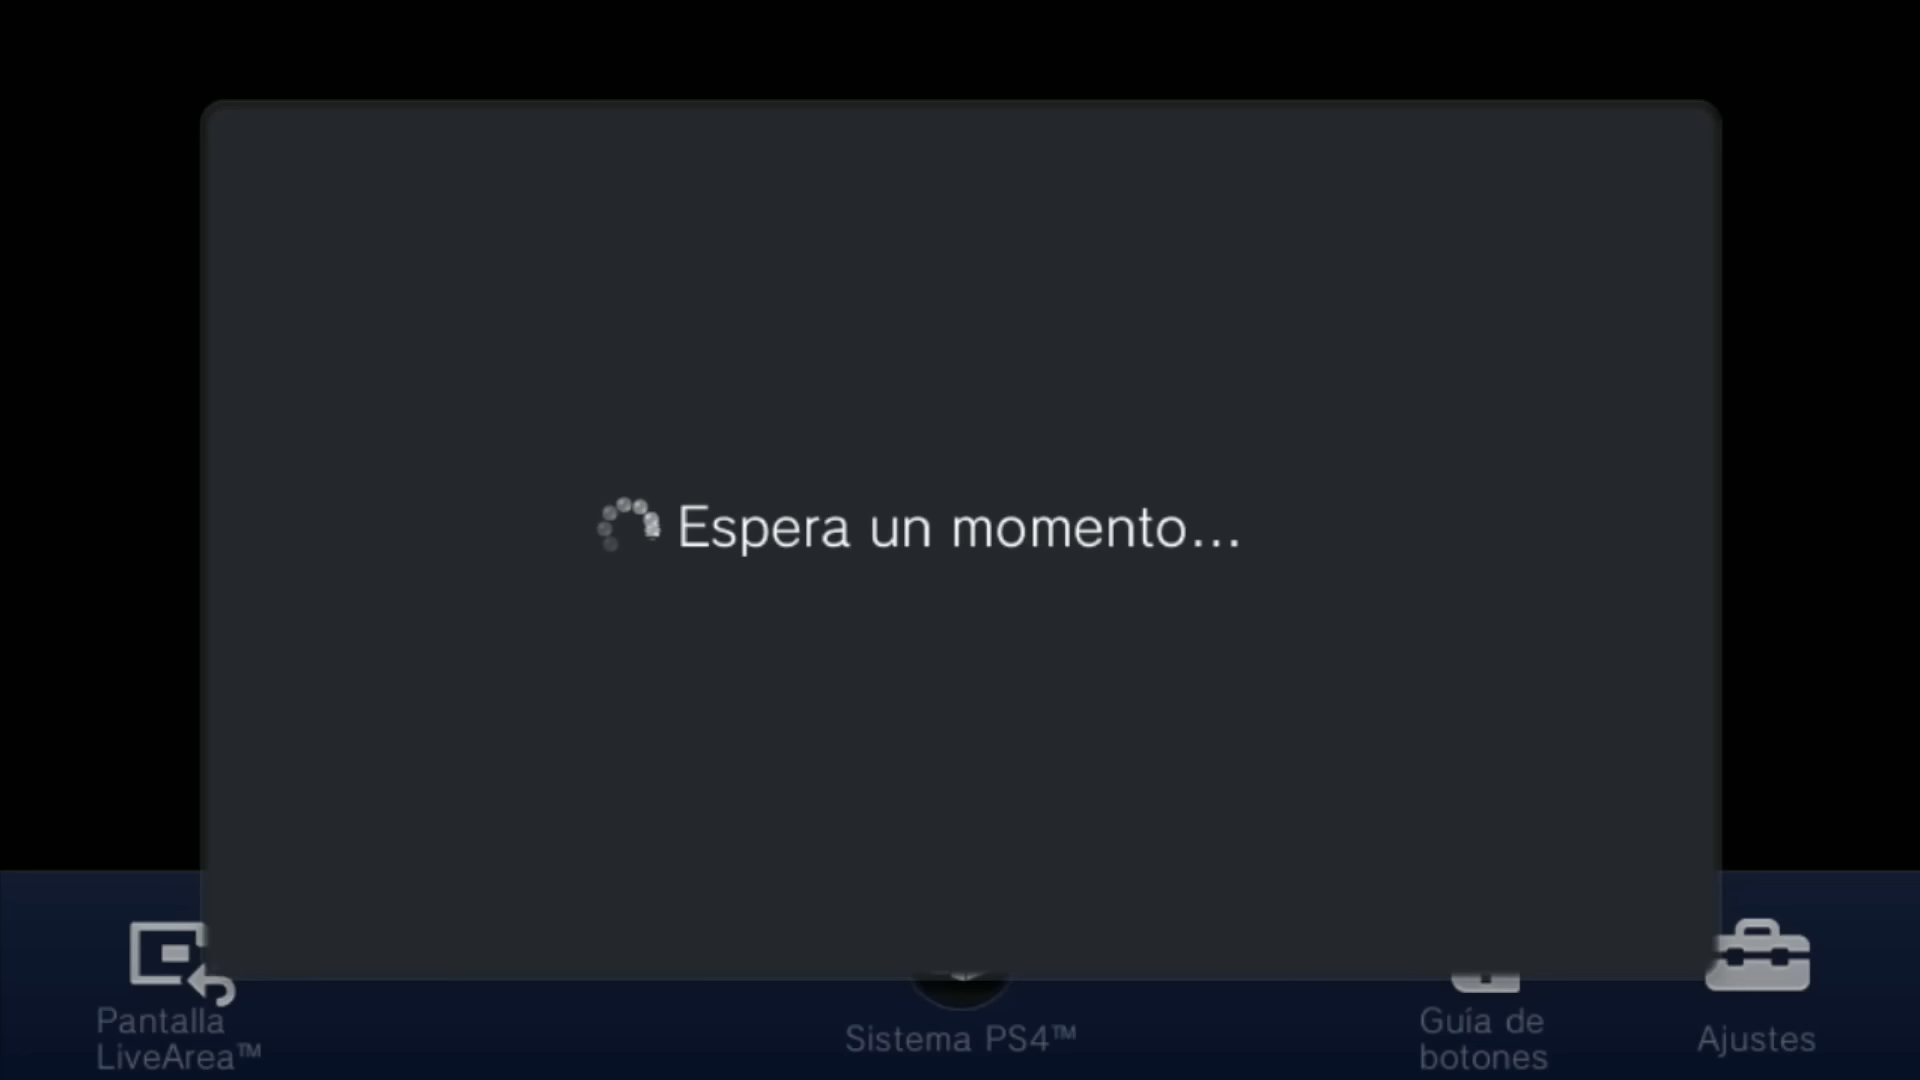 Espera un momento...
Pantalla
LiveArea™
Sistema PS4™
Guía de
botones
Ajustes